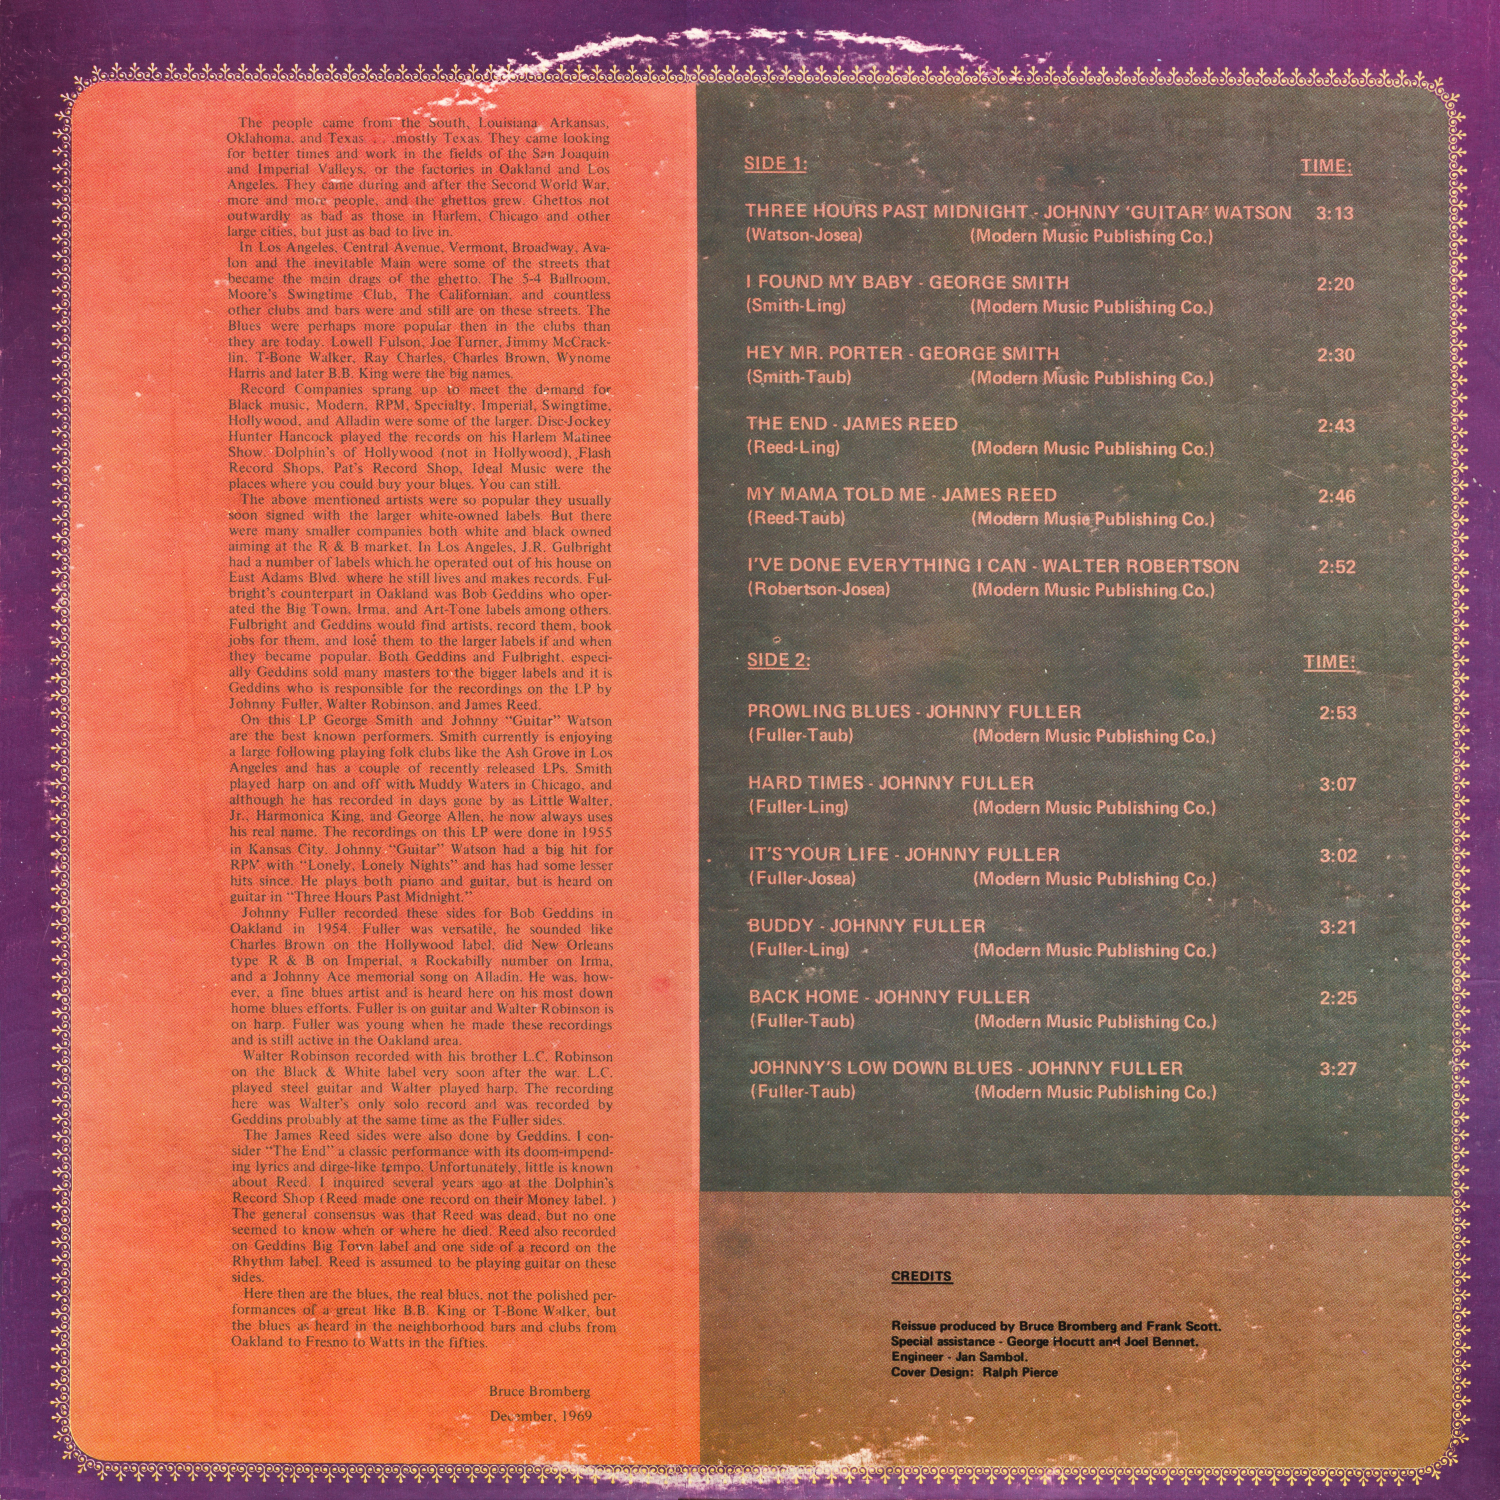 The people came from the South, Louisiana, Arkansas,
Oklahoma, and Texas . . .mostly Texas. They came looking
for better times and work in the fields of the San Joaquin
and Imperial Valleys, or the factories in Oakland and Los
Angeles. They came during and after the Second World War,
more and more people, and the ghettos grew. Ghettos not
outwardly as bad as those in Harlem, Chicago and other
large cities, but just as bad to live in.
In Los Angeles, Central Avenue, Vermont, Broadway, Ava-
lon and the inevitable Main were some of the streets that
became the main drags of the ghetto. The 5-4 Ballroom,
Moore's Swingtime Club, The Californian, and countless
other clubs and bars were and still are on these streets. The
Blues were perhaps more popular then in the clubs than
they are today. Lowell Fulson, Joe Turner, Jimmy McCrack-
lin, T-Bone Walker, Ray Charles, Charles Brown, Wynome
Harris and later B.B. King were the big names.
Record Companies sprang up to meet the demand for
Black music, Modern, RPM, Specialty, Imperial, Swingtime,
Hollywood, and Alladin were some of the larger. Disc-Jockey
Hunter Hancock played the records on his Harlem Matinee
Show. Dolphin's of Hollywood (not in Hollywood), Flash
Record Shops, Pat's Record Shop, Ideal Music were the
places where you could buy your blues. You can still.
The above mentioned artists were so popular they usually
soon signed with the larger white-owned labels. But there
were many smaller companies both white and black owned
aiming at the R & B market. In Los Angeles, J.R. Gulbright
had a number of labels which he operated out of his house on
East Adams Blvd. where he still lives and makes records. Ful-
bright's counterpart in Oakland was Bob Geddins who oper-
ated the Big Town, Irma, and Art-Tone labels among others.
Fulbright and Geddins would find artists, record them, book
jobs for them, and lose them to the larger labels if and when
they became popular. Both Geddins and Fulbright, especi-
ally Geddins sold many masters to the bigger labels and it is
Geddins who is responsible for the recordings on the LP by
Johnny Fuller, Walter Robinson, and James Reed.
On this LP George Smith and Johnny "Guitar" Watson
are the best known performers. Smith currently is enjoying
a large following playing folk clubs like the Ash Grove in Los
Angeles and has a couple of recently released LPs. Smith
played harp on and off with Muddy Waters in Chicago, and
although he has recorded in days gone by as Little Walter,
Jr., Harmonica King, and George Allen, he now always uses
his real name. The recordings on this LP were done in 1955
in Kansas City. Johnny "Guitar" Watson had a big hit for
RPM with "Lonely, Lonely Nights" and has had some lesser
hits since. He plays both piano and guitar, but is heard on
guitar in "Three Hours Past Midnight."
Johnny Fuller recorded these sides for Bob Geddins in
Oakland in 1954. Fuller was versatile, he sounded like
Charles Brown on the Hollywood label, did New Orleans
type R & B on Imperial, a Rockabilly number on Irma,
and a Johnny Ace memorial song on Alladin. He was, how-
ever, a fine blues artist and is heard here on his most down
home blues efforts. Fuller is on guitar and Walter Robinson is
on harp. Fuller was young when he made these recordings
and is still active in the Oakland area.
Walter Robinson recorded with his brother L.C. Robinson
on the Black & White label very soon after the war. L.C.
played steel guitar and Walter played harp. The recording
here was Walter's only solo record and was recorded by
Geddins probably at the same time as the Fuller sides.
The James Reed sides were also done by Geddins. I con-
sider "The End" a classic performance with its doom-impend-
ing lyrics and dirge-like tempo. Unfortunately, little is known
about Reed. I inquired several years ago at the Dolphin's
Record Shop (Reed made one record on their Money label. )
The general consensus was that Reed was dead, but no one
seemed to know when or where he died. Reed also recorded
on Geddins Big Town label and one side of a record on the
Rhythm label. Reed is assumed to be playing guitar on these
sides.
Here then are the blues, the real blues, not the polished per-
formances of a great like B.B. King or T-Bone Walker, but
the blues as heard in the neighborhood bars and clubs from
Oakland to Fresno to Watts in the fifties.
Bruce Bromberg
December, 1969
SIDE 1: TIME:
THREE HOURS PAST MIDNIGHT - JOHNNY 'GUITAR' WATSON 3:13
(Watson-Josea) (Modern Music Publishing Co.)
I FOUND MY BABY - GEORGE SMITH 2:20
(Smith-Ling) (Modern Music Publishing Co.)
HEY MR. PORTER - GEORGE SMITH 2:30
(Smith-Taub) (Modern Music Publishing Co.)
THE END - JAMES REED 2:43
(Reed-Ling) (Modern Music Publishing Co.)
MY MAMA TOLD ME - JAMES REED 2:46
(Reed-Taub) (Modern Music Publishing Co.)
I'VE DONE EVERYTHING I CAN - WALTER ROBERTSON 2:52
(Robertson-Josea) (Modern Music Publishing Co.)
SIDE 2: TIME:
PROWLING BLUES - JOHNNY FULLER 2:53
(Fuller-Taub) (Modern Music Publishing Co.)
HARD TIMES - JOHNNY FULLER 3:07
(Fuller-Ling) (Modern Music Publishing Co.)
IT'S YOUR LIFE - JOHNNY FULLER 3:02
(Fuller-Josea) (Modern Music Publishing Co.)
BUDDY - JOHNNY FULLER 3:21
(Fuller-Ling) (Modern Music Publishing Co.)
BACK HOME - JOHNNY FULLER 2:25
(Fuller-Taub) (Modern Music Publishing Co.)
JOHNNY'S LOW DOWN BLUES - JOHNNY FULLER 3:27
(Fuller-Taub) (Modern Music Publishing Co.)
CREDITS
Reissue produced by Bruce Bromberg and Frank Scott.
Special assistance - George Hocutt and Joel Bennet.
Engineer - Jan Sambol.
Cover Design: Ralph Pierce